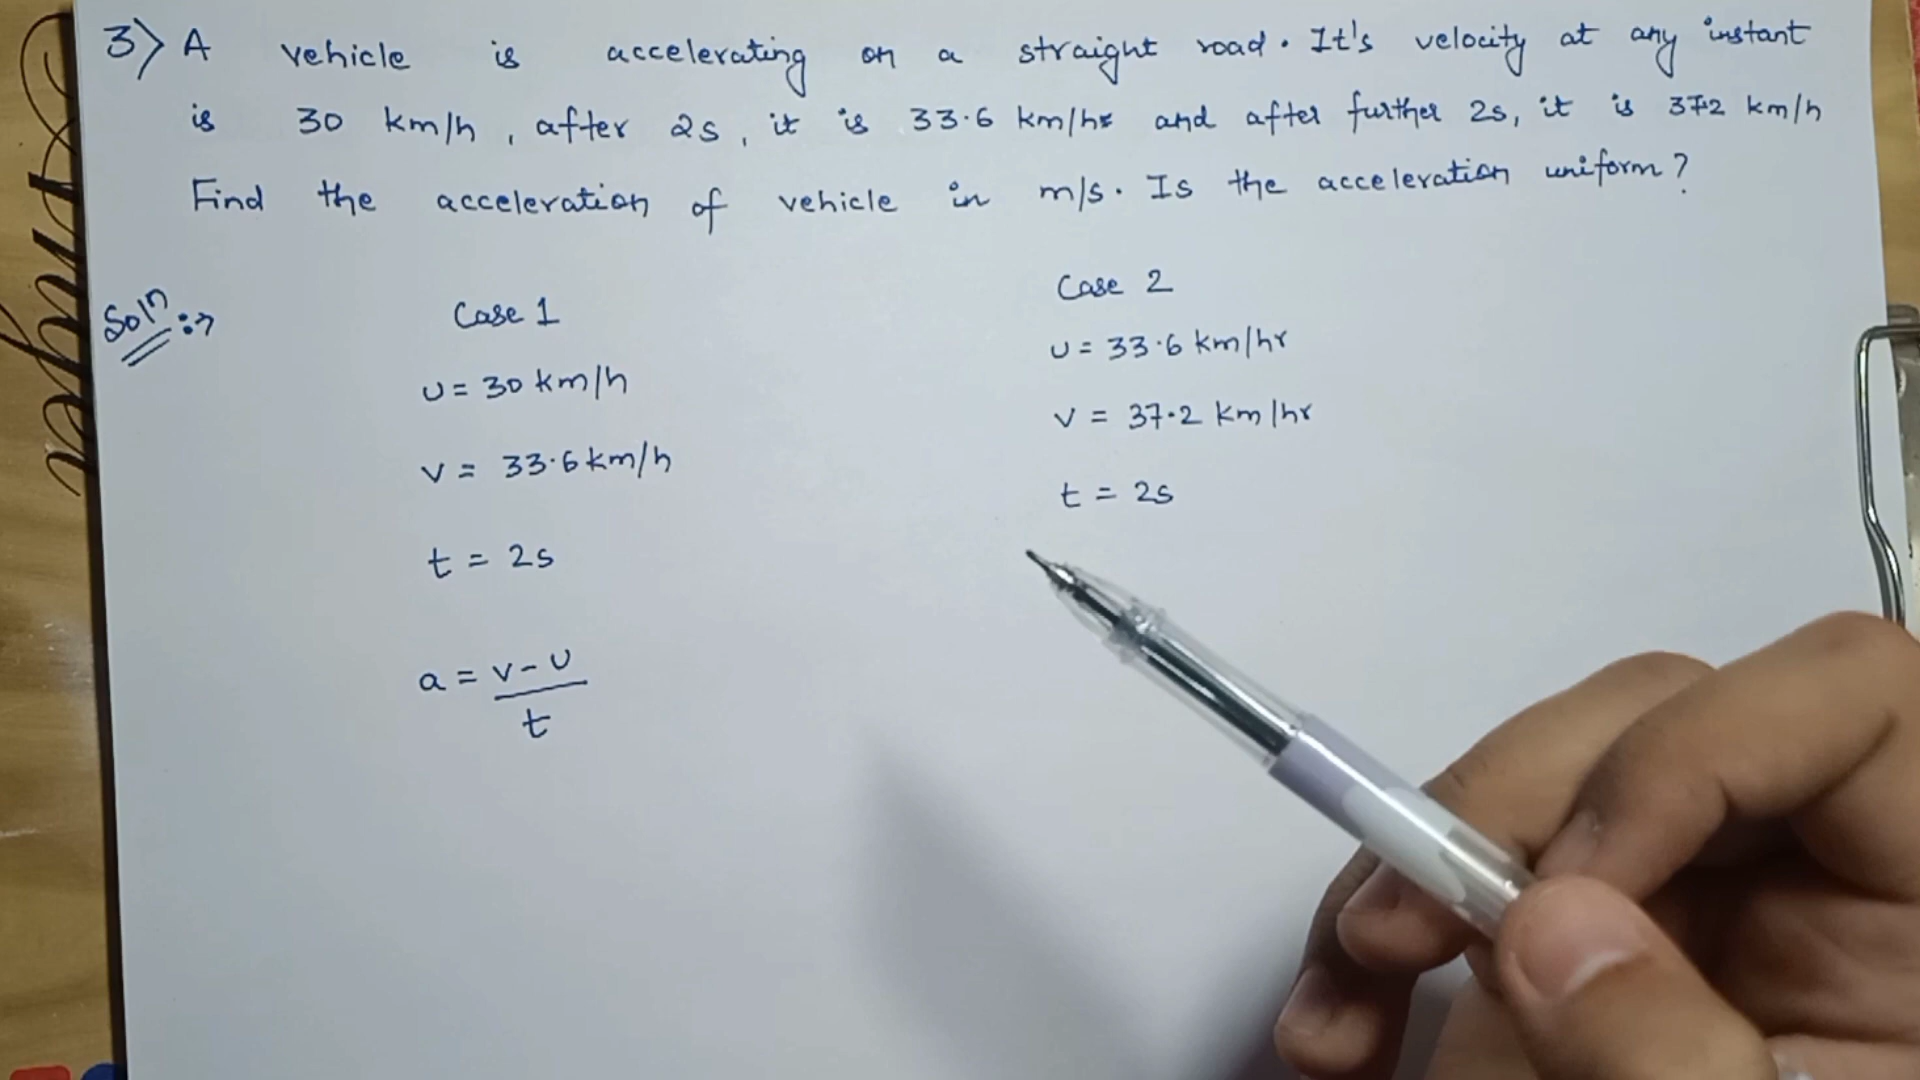 3) A vehicle is accelerating on a straight road. It's velocity at any instant
is 30 km/h, after 2s, it is 33.6 km/hr and after further 2s, it is 37.2 km/h
Find the acceleration of vehicle in m/s. Is the acceleration uniform?
Soln :→
Case 1
u = 30 km/h
v = 33.6 km/h
t = 2s
a = v - u
t
Case 2
u = 33.6 km/hr
v = 37.2 km/hr
t = 2s